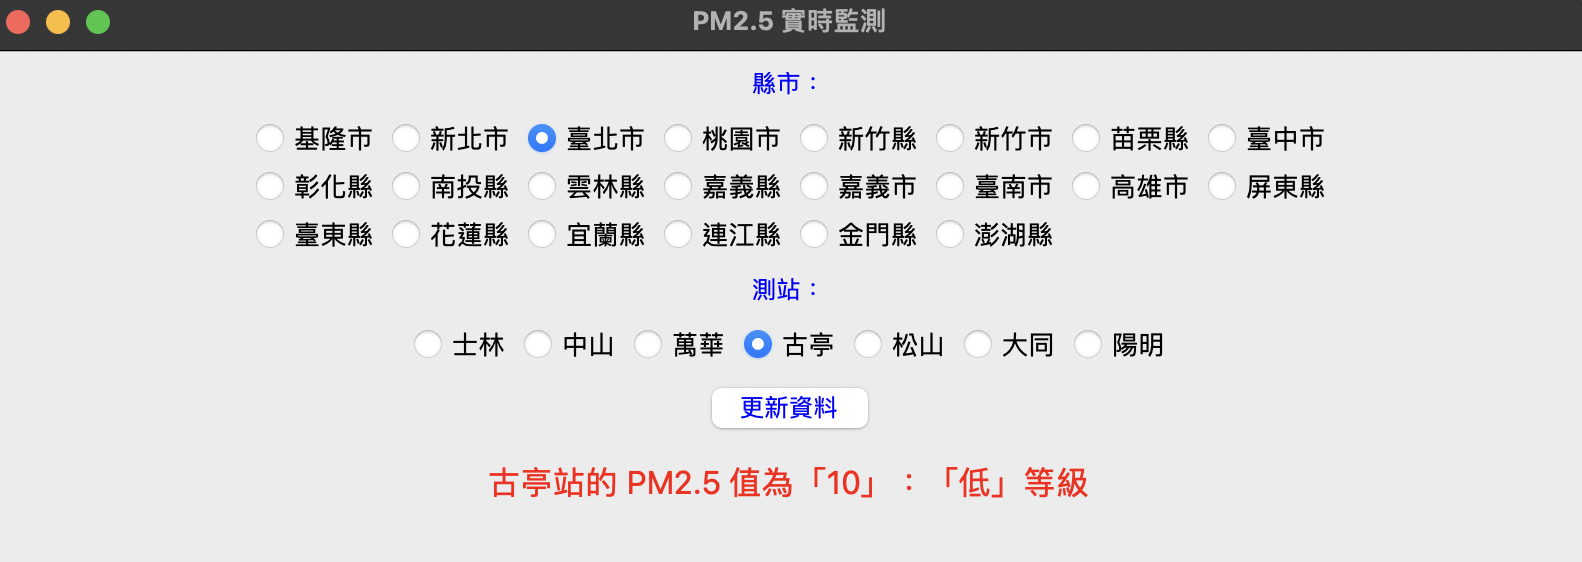 PM2.5 實時監測
縣市：
基隆市 新北市 臺北市 桃園市 新竹縣 新竹市 苗栗縣 臺中市
彰化縣 南投縣 雲林縣 嘉義縣 嘉義市 臺南市 高雄市 屏東縣
臺東縣 花蓮縣 宜蘭縣 連江縣 金門縣 澎湖縣
測站：
士林 中山 萬華 古亭 松山 大同 陽明
更新資料
古亭站的 PM2.5 值為「10」：「低」等級